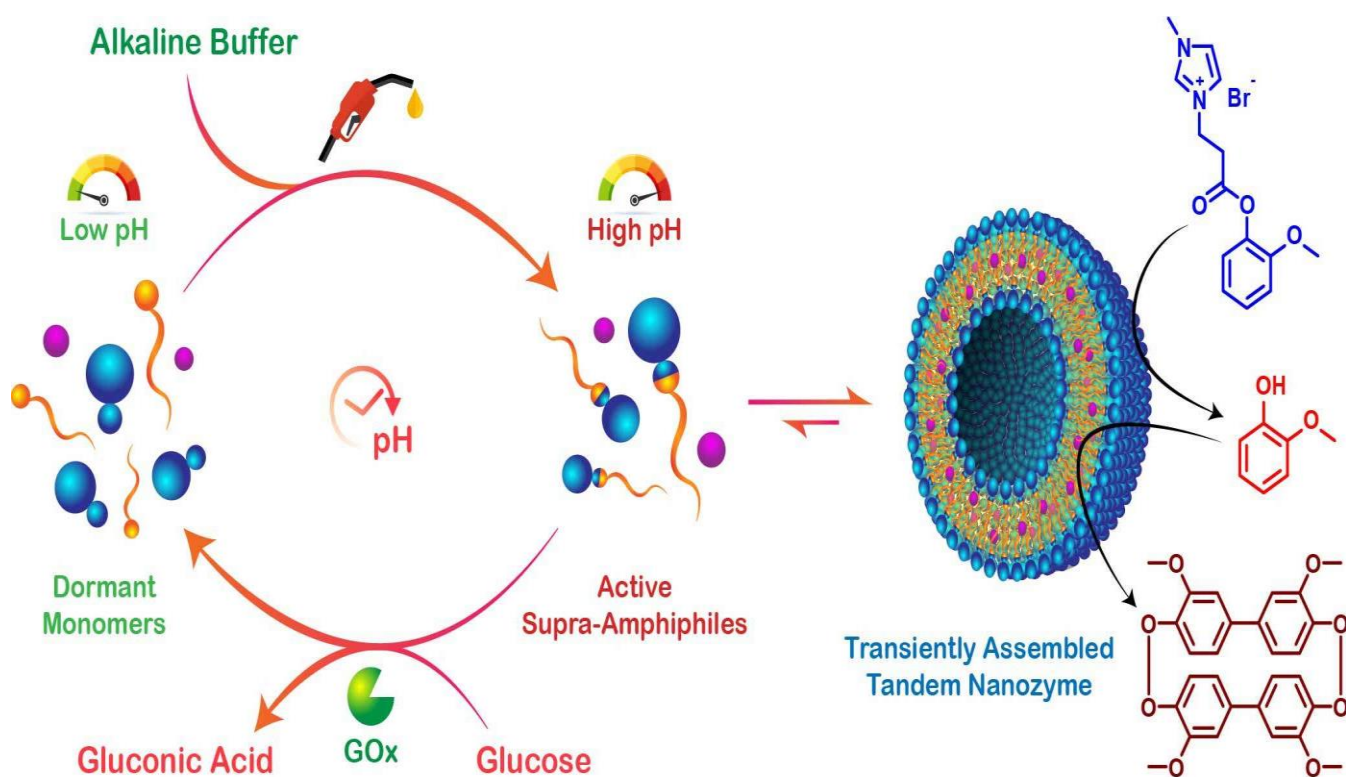 Alkaline Buffer
Low pH
High pH
pH
Dormant
Monomers
Active
Supra-Amphiphiles
GOx
Gluconic Acid
Glucose
Transiently Assembled
Tandem Nanozyme
N
N
+
Br-
O
O
O
OH
O
O
O
O
O
O
O
O
O